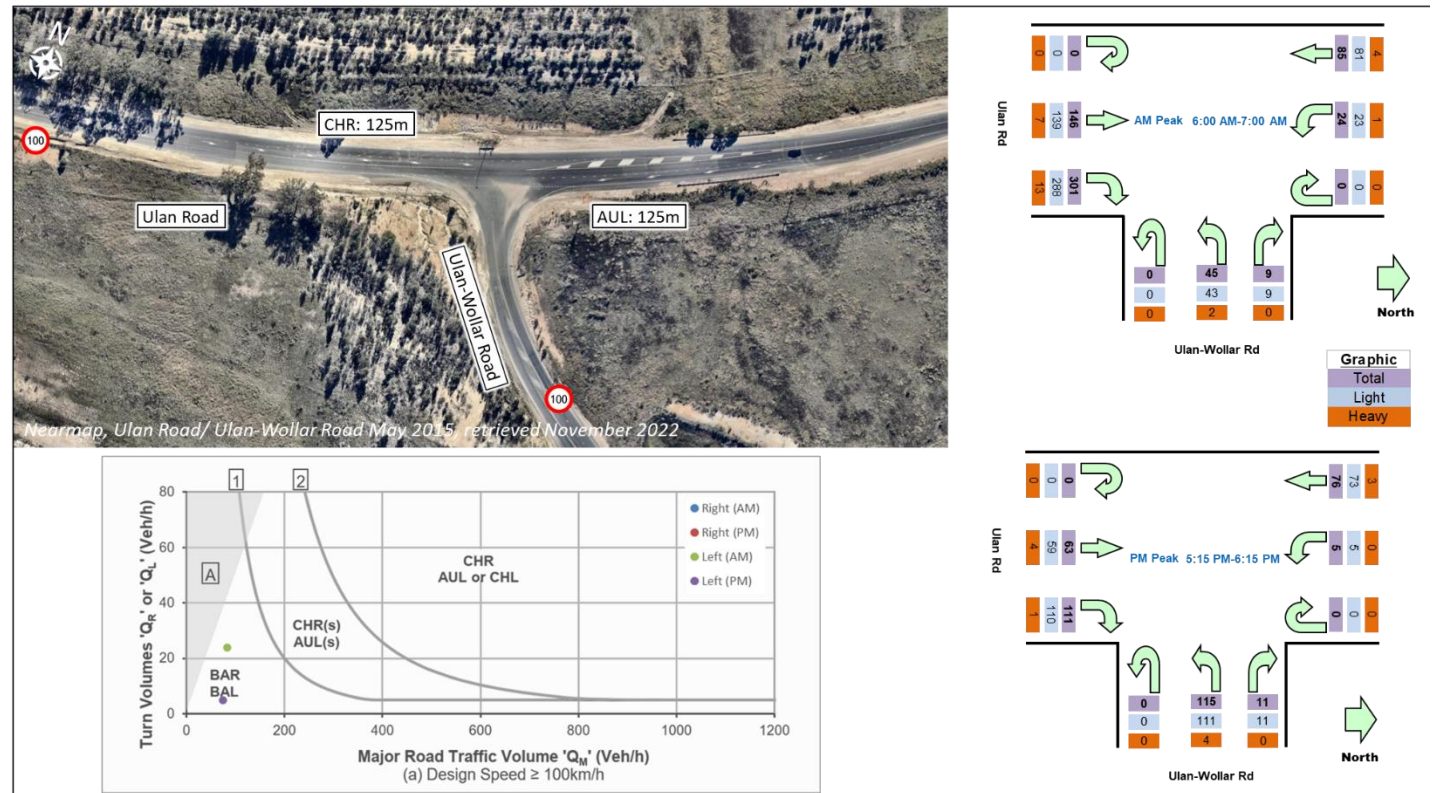 N
CHR: 125m
100
Ulan Road
AUL: 125m
Ulan-Wollar Road
100
Nearmap, Ulan Road/ Ulan-Wollar Road May 2015, retrieved November 2022
1
2
80
60
40
20
0
Turn Volumes 'Q_R' or 'Q_L' (Veh/h)
A
Right (AM)
Right (PM)
Left (AM)
Left (PM)
CHR
AUL or CHL
CHR(s)
AUL(s)
BAR
BAL
0 200 400 600 800 1000 1200
Major Road Traffic Volume 'Q_M' (Veh/h)
(a) Design Speed ≥ 100km/h
0 0 0
85 81 4
Ulan Rd
7 139 146
AM Peak 6:00 AM-7:00 AM
24 23 1
13 288 301
0 0 0
0 45 9
0 43 9
0 2 0
North
Ulan-Wollar Rd
Graphic
Total
Light
Heavy
0 0 0
76 73 3
Ulan Rd
4 59 63
PM Peak 5:15 PM-6:15 PM
5 5 0
1 110 111
0 0 0
0 115 11
0 111 11
0 4 0
North
Ulan-Wollar Rd